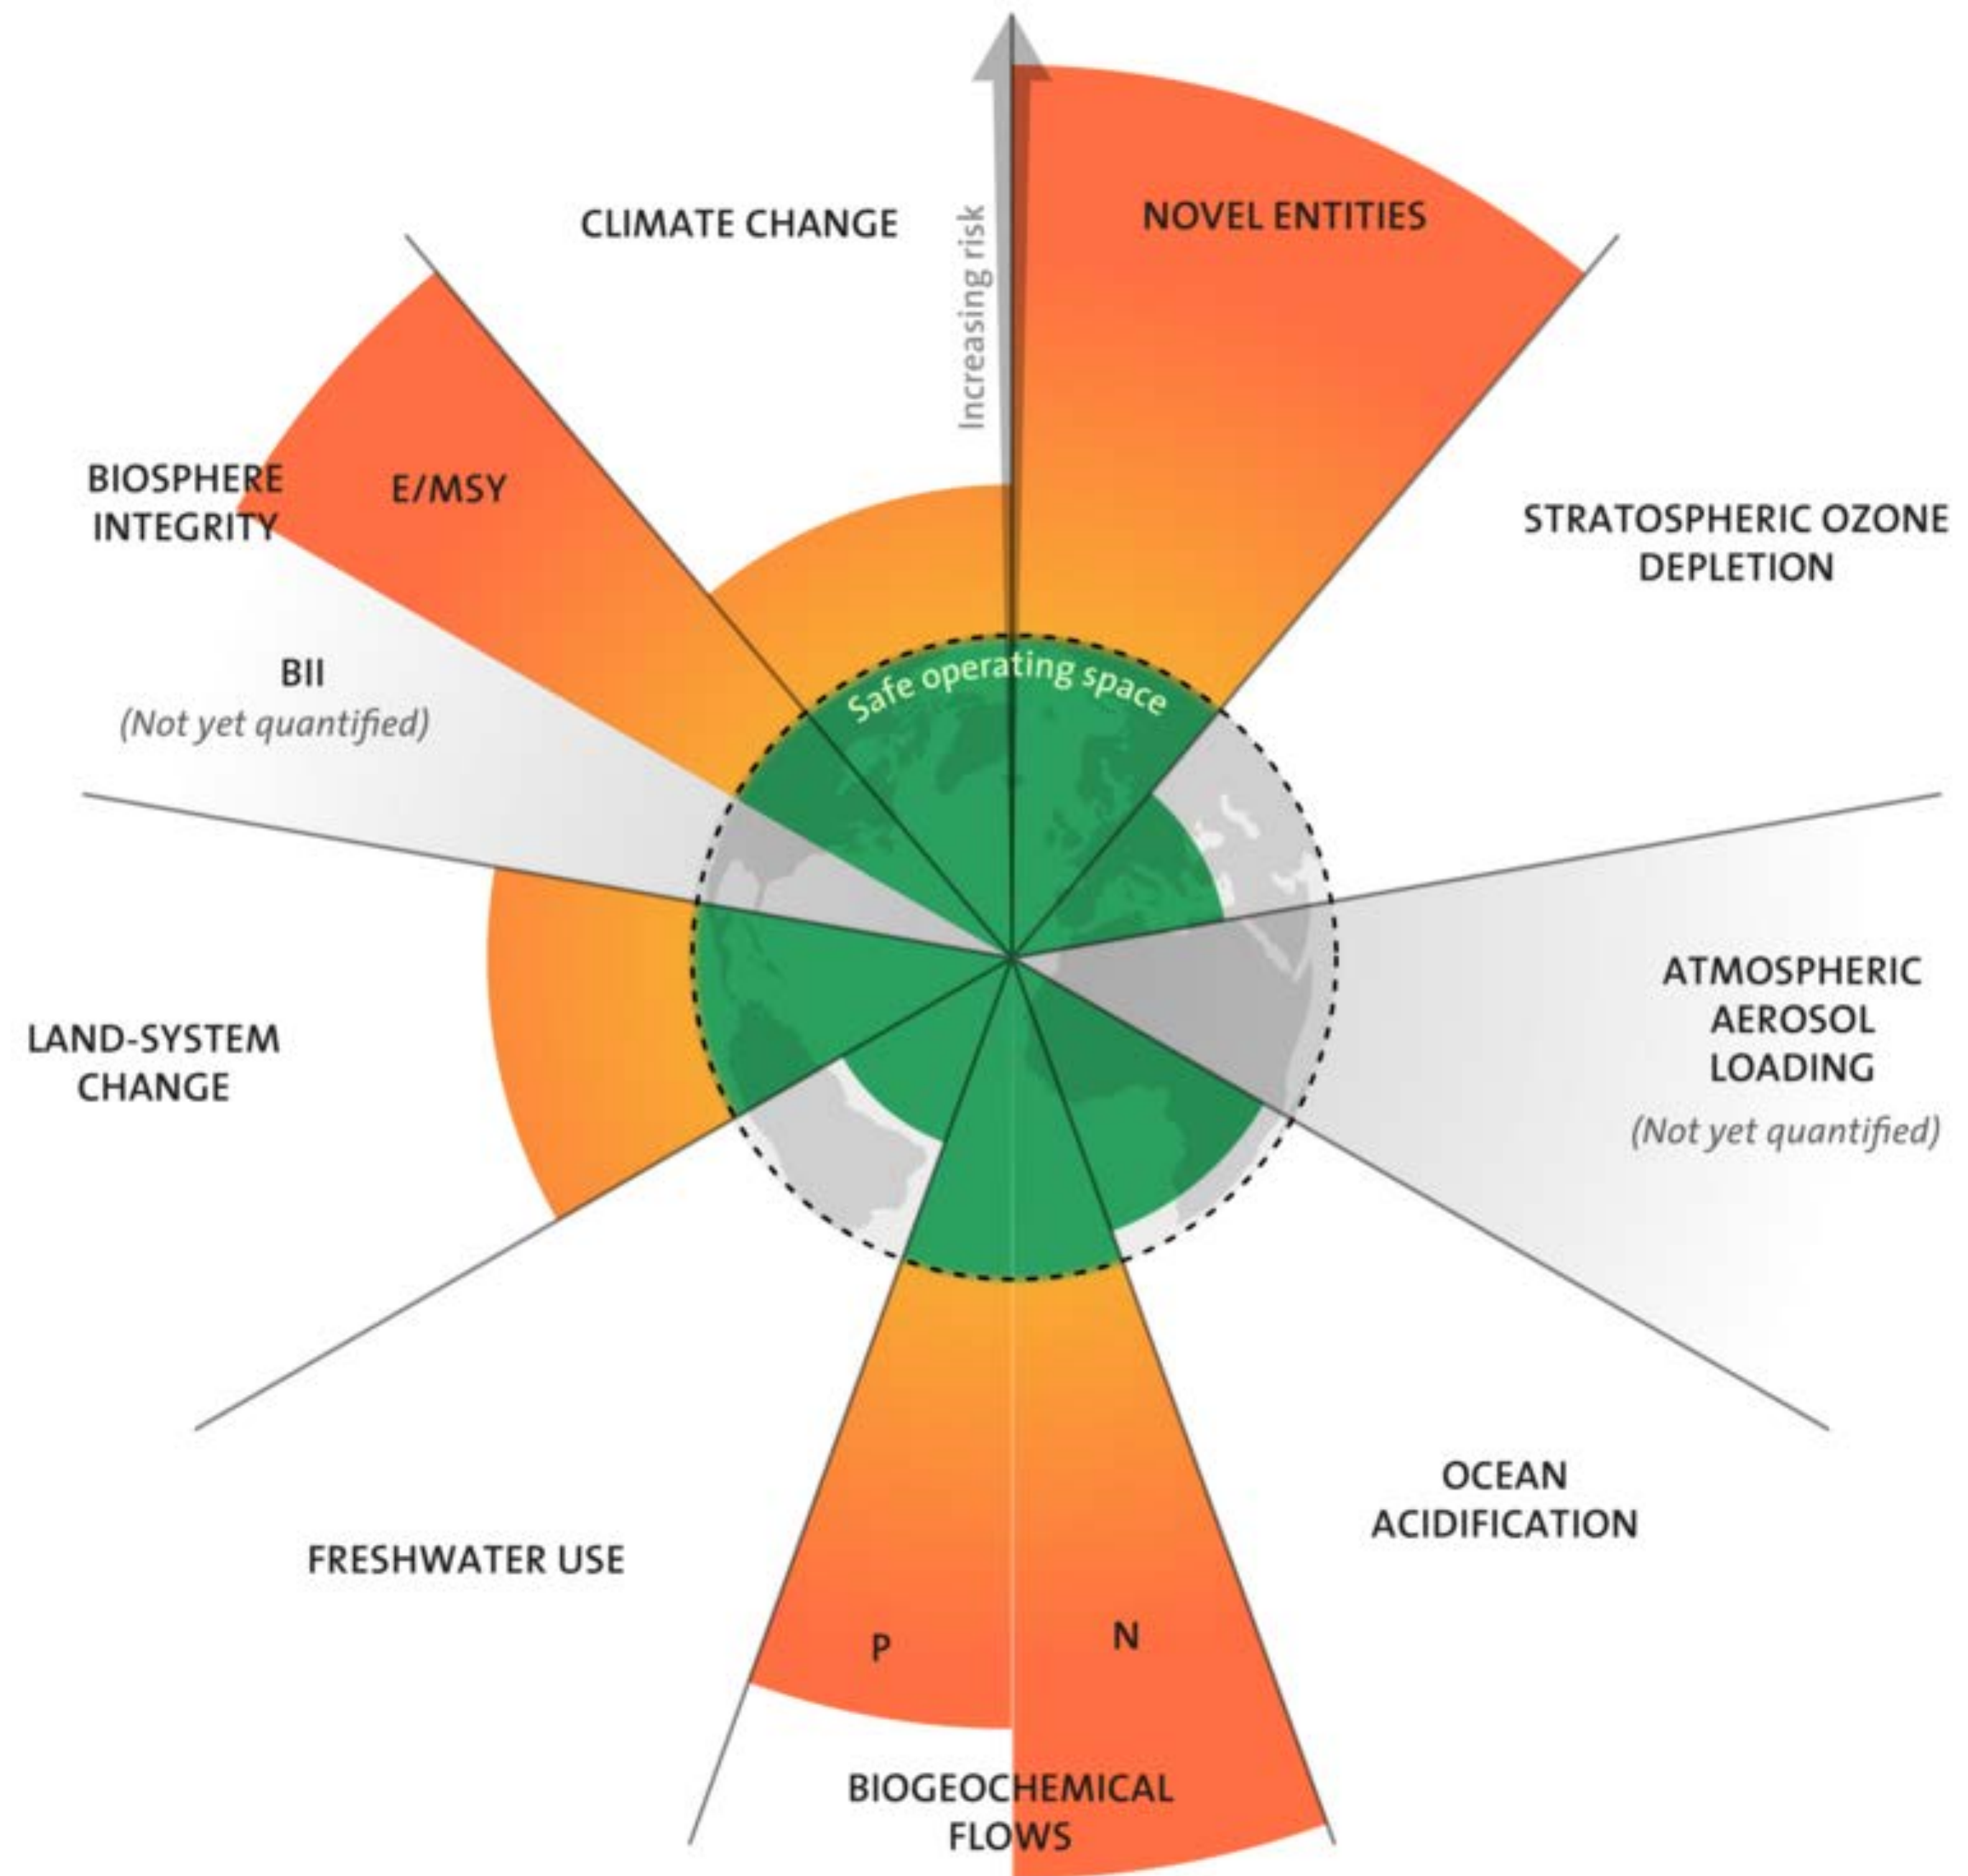 CLIMATE CHANGE
Increasing risk
NOVEL ENTITIES
STRATOSPHERIC OZONE
DEPLETION
BIOSPHERE
INTEGRITY
E/MSY
BII
(Not yet quantified)
Safe operating space
ATMOSPHERIC
AEROSOL
LOADING
(Not yet quantified)
LAND-SYSTEM
CHANGE
OCEAN
ACIDIFICATION
FRESHWATER USE
P
N
BIOGEOCHEMICAL
FLOWS